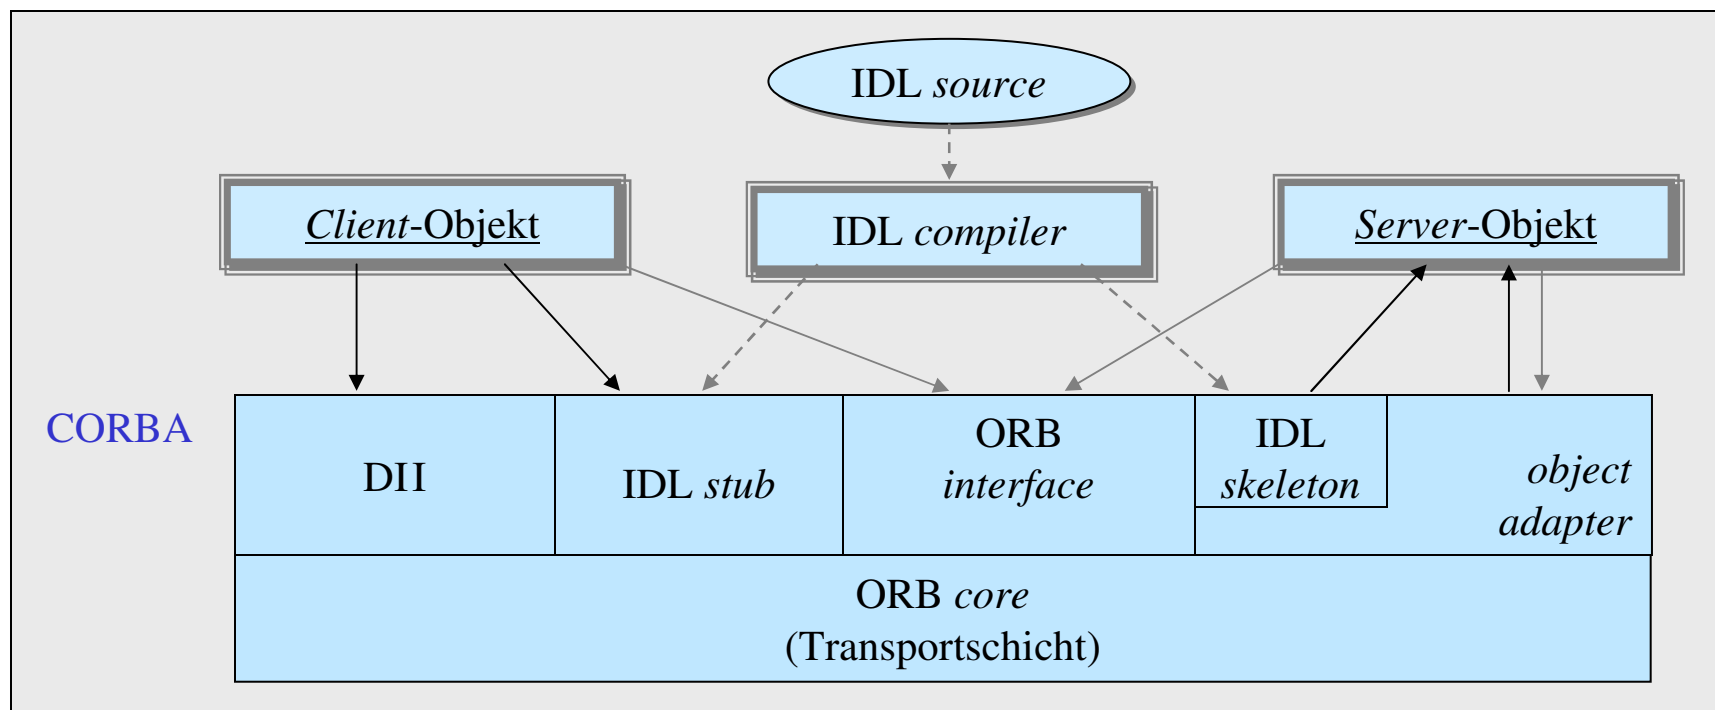 IDL source
Client-Objekt
IDL compiler
Server-Objekt
CORBA
DII
IDL stub
ORB
interface
IDL
skeleton
object
adapter
ORB core
(Transportschicht)